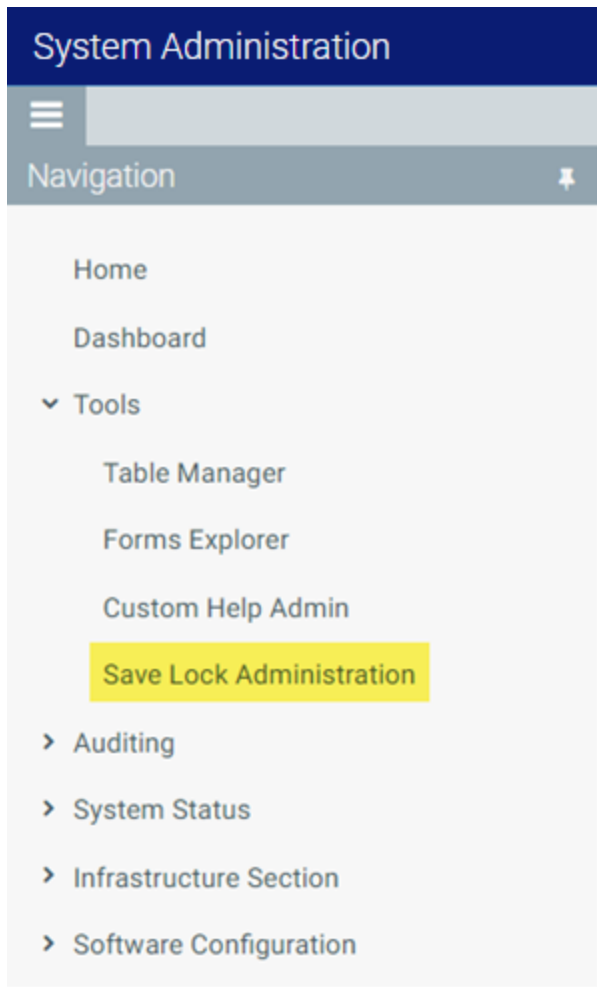 System Administration
Navigation
Home
Dashboard
Tools
Table Manager
Forms Explorer
Custom Help Admin
Save Lock Administration
Auditing
System Status
Infrastructure Section
Software Configuration